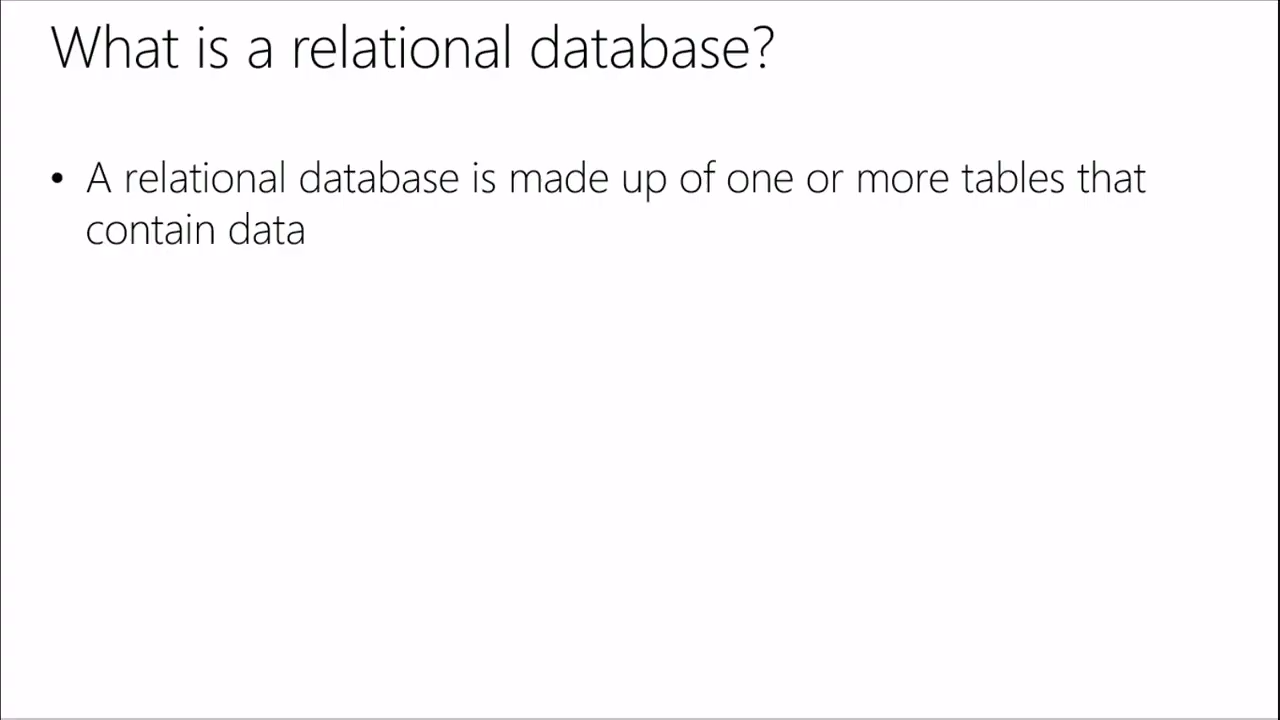 What is a relational database?
• A relational database is made up of one or more tables that
contain data